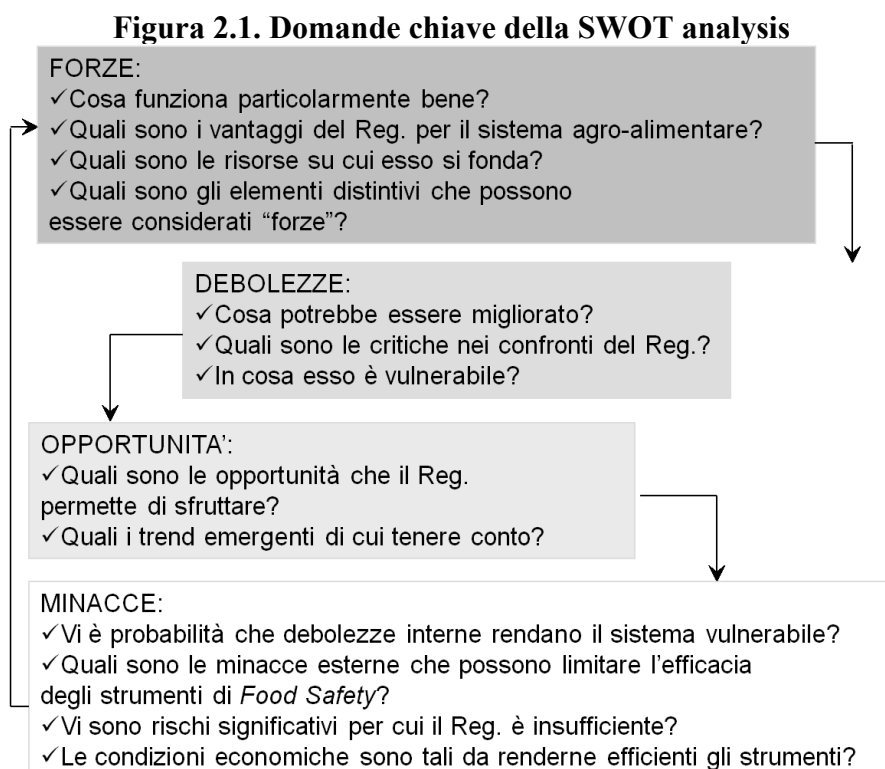 Figura 2.1. Domande chiave della SWOT analysis
FORZE:
✓Cosa funziona particolarmente bene?
✓Quali sono i vantaggi del Reg. per il sistema agro-alimentare?
✓Quali sono le risorse su cui esso si fonda?
✓Quali sono gli elementi distintivi che possono
essere considerati “forze”?
DEBOLEZZE:
✓Cosa potrebbe essere migliorato?
✓Quali sono le critiche nei confronti del Reg.?
✓In cosa esso è vulnerabile?
OPPORTUNITA’:
✓Quali sono le opportunità che il Reg.
permette di sfruttare?
✓Quali i trend emergenti di cui tenere conto?
MINACCE:
✓Vi è probabilità che debolezze interne rendano il sistema vulnerabile?
✓Quali sono le minacce esterne che possono limitare l’efficacia
degli strumenti di Food Safety?
✓Vi sono rischi significativi per cui il Reg. è insufficiente?
✓Le condizioni economiche sono tali da renderne efficienti gli strumenti?